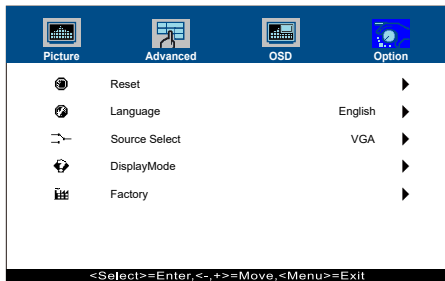 Picture Advanced OSD Option
Reset
Language English
Source Select VGA
DisplayMode
Factory
<Select>=Enter,<-,+>=Move,<Menu>=Exit